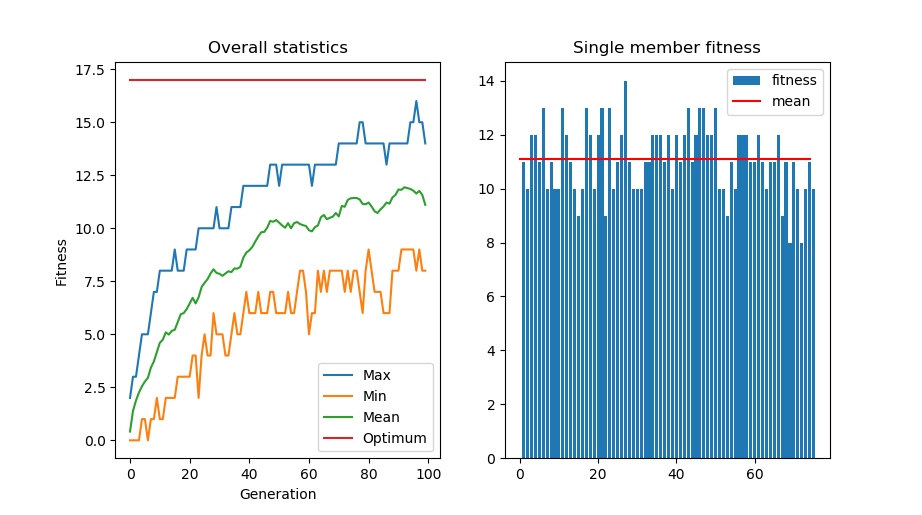 Overall statistics
17.5
15.0
12.5
10.0
7.5
5.0
2.5
0.0
Fitness
0 20 40 60 80 100
Generation
Max
Min
Mean
Optimum
Single member fitness
14
12
10
8
6
4
2
0
0 20 40 60
fitness
mean